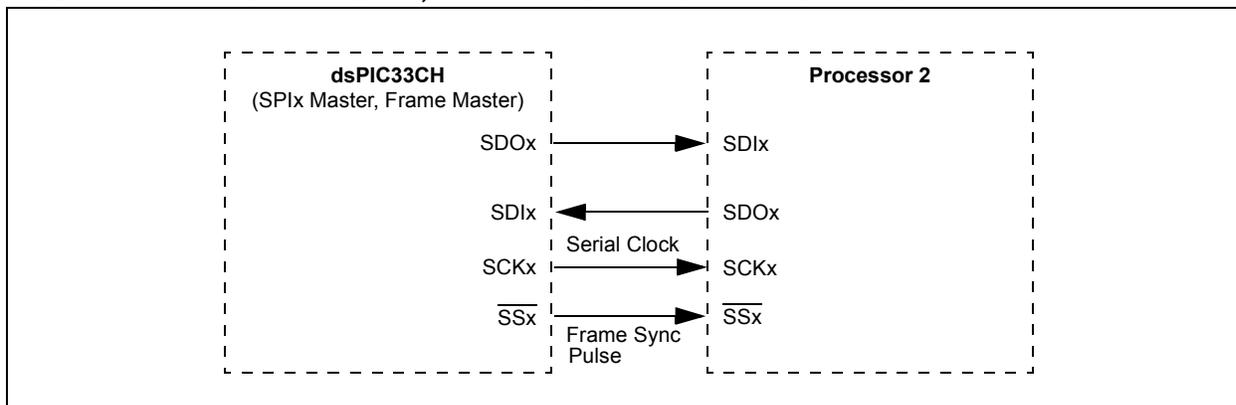 dsPIC33CH
(SPIx Master, Frame Master)
Processor 2
SDOx
SDIx
SDIx
SDOx
Serial Clock
SCKx
SCKx
SSx
SSx
Frame Sync
Pulse